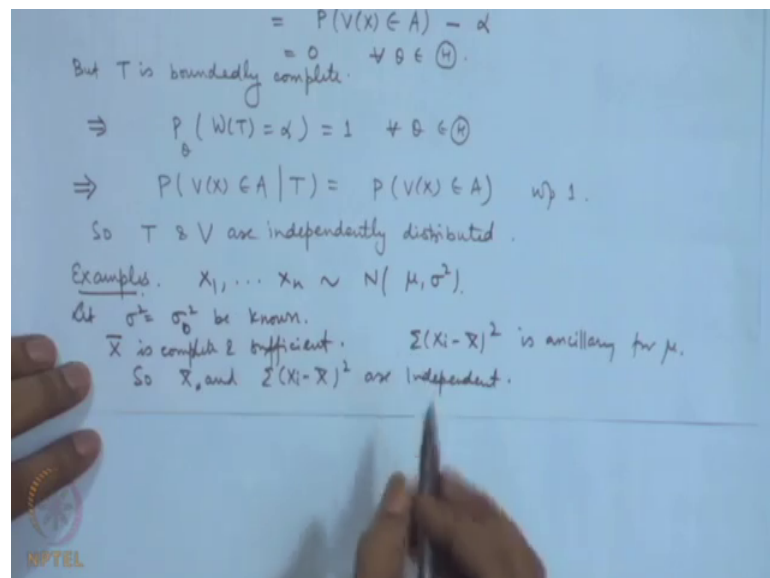 = P(V(X) ∈ A) − α
= 0 ∀ θ ∈ Ⓗ.
But T is boundedly complete.
⇒ P_θ (W(T) = α) = 1 ∀ θ ∈ Ⓗ
⇒ P(V(X) ∈ A | T) = P(V(X) ∈ A) wp 1.
So T & V are independently distributed.
Examples. X₁, ... Xₙ ~ N(μ, σ²).
Let σ² = σ₀² be known.
X̄ is complete & sufficient. Σ(Xi − X̄)² is ancillary for μ.
So X̄ and Σ(Xi − X̄)² are independent.
NPTEL